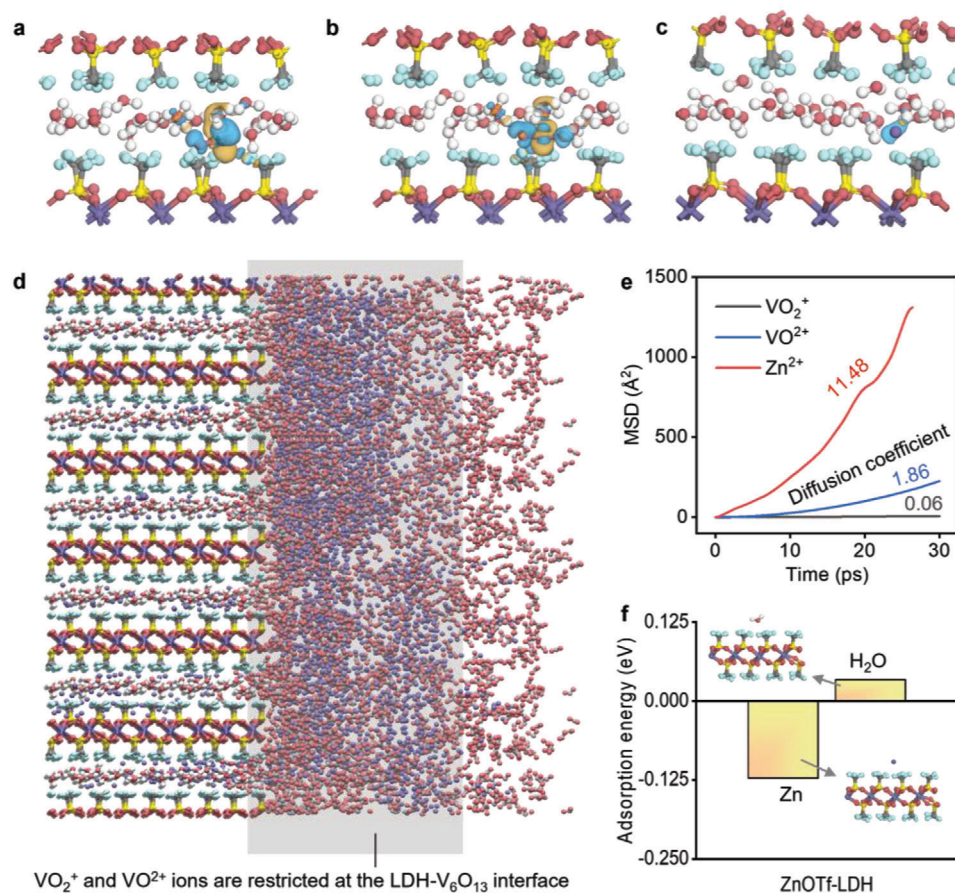 a
b
c
d
VO₂⁺ and VO²⁺ ions are restricted at the LDH-V₆O₁₃ interface
e
1500
1000
500
0
MSD (Å²)
VO₂⁺
VO²⁺
Zn²⁺
11.48
Diffusion coefficient
1.86
0.06
0
10
20
30
Time (ps)
f
0.125
0.000
-0.125
-0.250
Adsorption energy (eV)
H₂O
Zn
ZnOTf-LDH